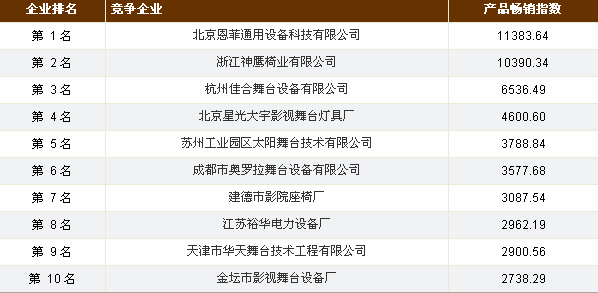 企业排名 竞争企业 产品畅销指数
第 1 名 北京恩菲通用设备科技有限公司 11383.64
第 2 名 浙江神鹰椅业有限公司 10390.34
第 3 名 杭州佳合舞台设备有限公司 6536.49
第 4 名 北京星光大宇影视舞台灯具厂 4600.60
第 5 名 苏州工业园区太阳舞台技术有限公司 3788.84
第 6 名 成都市奥罗拉舞台设备有限公司 3577.68
第 7 名 建德市影院座椅厂 3087.54
第 8 名 江苏裕华电力设备厂 2962.19
第 9 名 天津市华天舞台技术工程有限公司 2900.56
第 10 名 金坛市影视舞台设备厂 2738.29